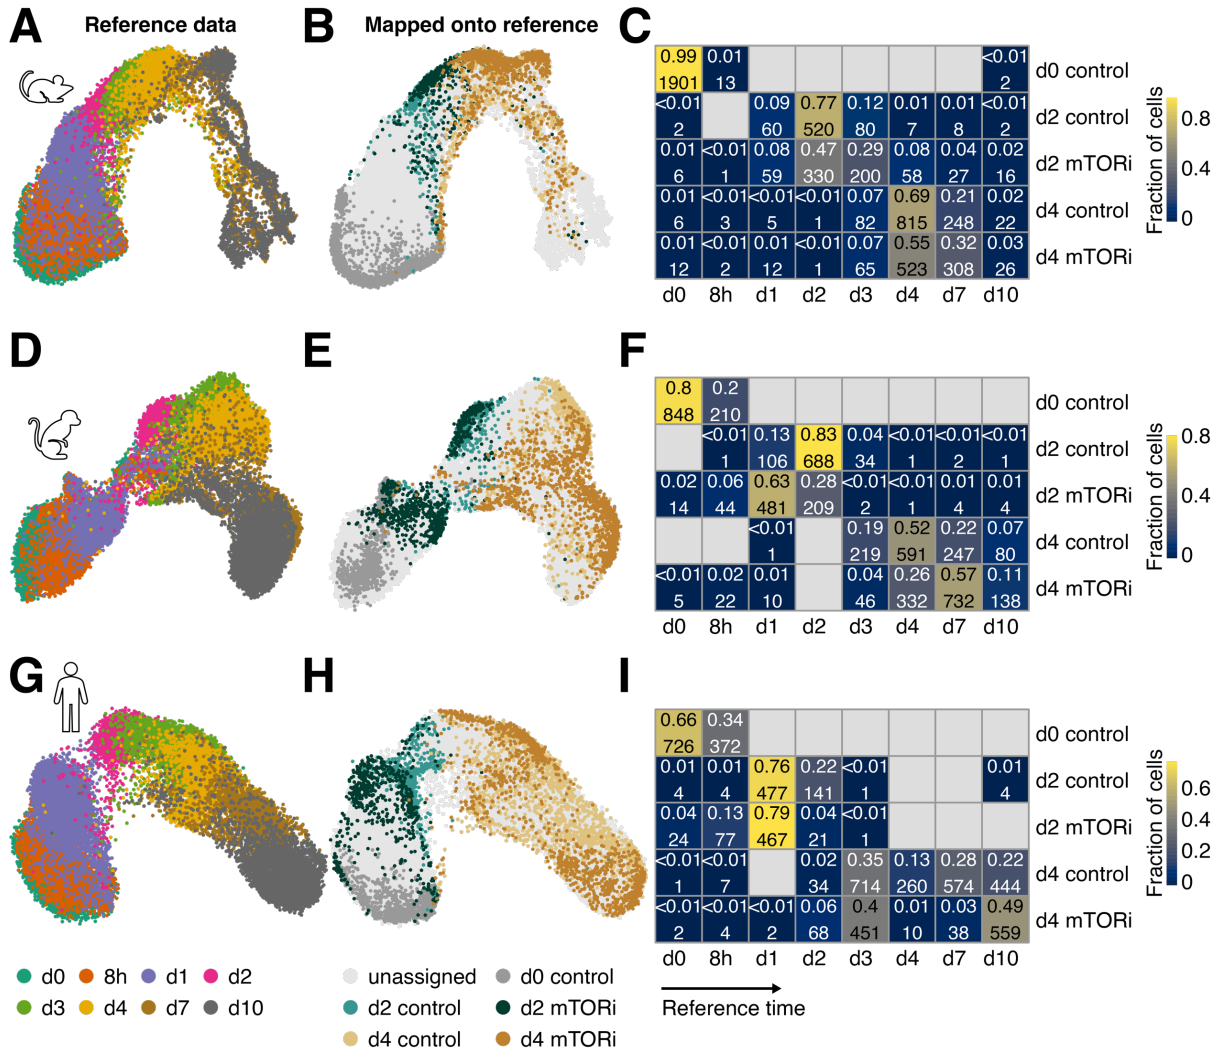 A Reference data
B Mapped onto reference
C
0.99 0.01 <0.01
1901 13 2
d0 control
<0.01 0.09 0.77 0.12 0.01 0.01 <0.01
2 60 520 80 7 8 2
d2 control
0.01 <0.01 0.08 0.47 0.29 0.08 0.04 0.02
6 1 59 330 200 58 27 16
d2 mTORi
0.01 <0.01 <0.01 <0.01 0.07 0.69 0.21 0.02
6 3 5 1 82 815 248 22
d4 control
0.01 <0.01 0.01 <0.01 0.07 0.55 0.32 0.03
12 2 12 1 65 523 308 26
d4 mTORi
d0 8h d1 d2 d3 d4 d7 d10
Fraction of cells
0.8
0.4
0
D
E
F
0.8 0.2
848 210
d0 control
<0.01 0.13 0.83 0.04 <0.01 <0.01 <0.01
1 106 688 34 1 2 1
d2 control
0.02 0.06 0.63 0.28 <0.01 <0.01 0.01 0.01
14 44 481 209 2 1 4 4
d2 mTORi
<0.01 0.19 0.52 0.22 0.07
1 219 591 247 80
d4 control
<0.01 0.02 0.01 0.04 0.26 0.57 0.11
5 22 10 46 332 732 138
d4 mTORi
d0 8h d1 d2 d3 d4 d7 d10
Fraction of cells
0.8
0.4
0
G
H
I
0.66 0.34
726 372
d0 control
0.01 0.01 0.76 0.22 <0.01 0.01
4 4 477 141 1 4
d2 control
0.04 0.13 0.79 0.04 <0.01
24 77 467 21 1
d2 mTORi
<0.01 <0.01 0.02 0.35 0.13 0.28 0.22
1 7 34 714 260 574 444
d4 control
<0.01 <0.01 <0.01 0.06 0.4 0.01 0.03 0.49
2 4 2 68 451 10 38 559
d4 mTORi
d0 8h d1 d2 d3 d4 d7 d10
Fraction of cells
0.6
0.4
0.2
0
Reference time
d0 8h d1 d2
d3 d4 d7 d10
unassigned d0 control
d2 control d2 mTORi
d4 control d4 mTORi